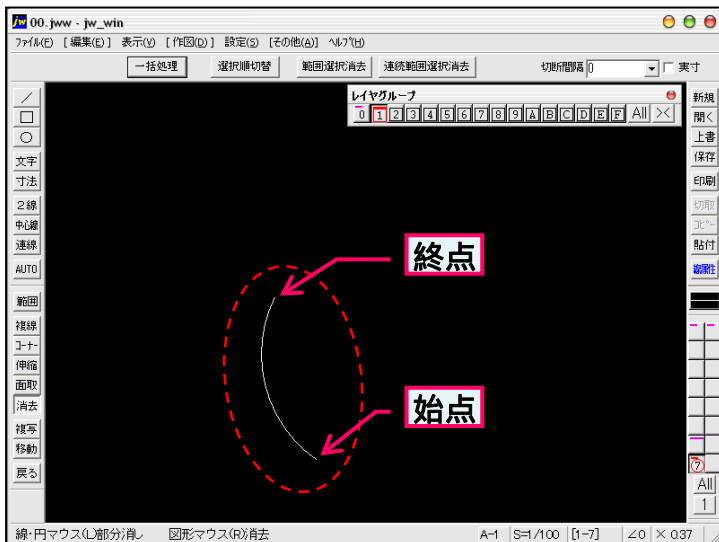 00.jww - jw_win
ファイル(F) [編集(E)] 表示(V) [作図(D)] 設定(S) [その他(A)] ヘルプ(H)
一括処理 選択順切替 範囲選択消去 連続範囲選択消去 切断間隔 0 実寸
レイヤグループ
0 1 2 3 4 5 6 7 8 9 A B C D E F All ×
／
□
○
文字
寸法
2線
中心線
連線
AUTO
範囲
複線
コーナー
伸縮
面取
消去
複写
移動
戻る
終点
始点
新規
開く
上書
保存
印刷
切取
コピー
貼付
線属性
7
All
1
線・円マウス(L)部分消し 図形マウス(R)消去 A-4 S=1/100 [1-7] ∠0 × 0.37